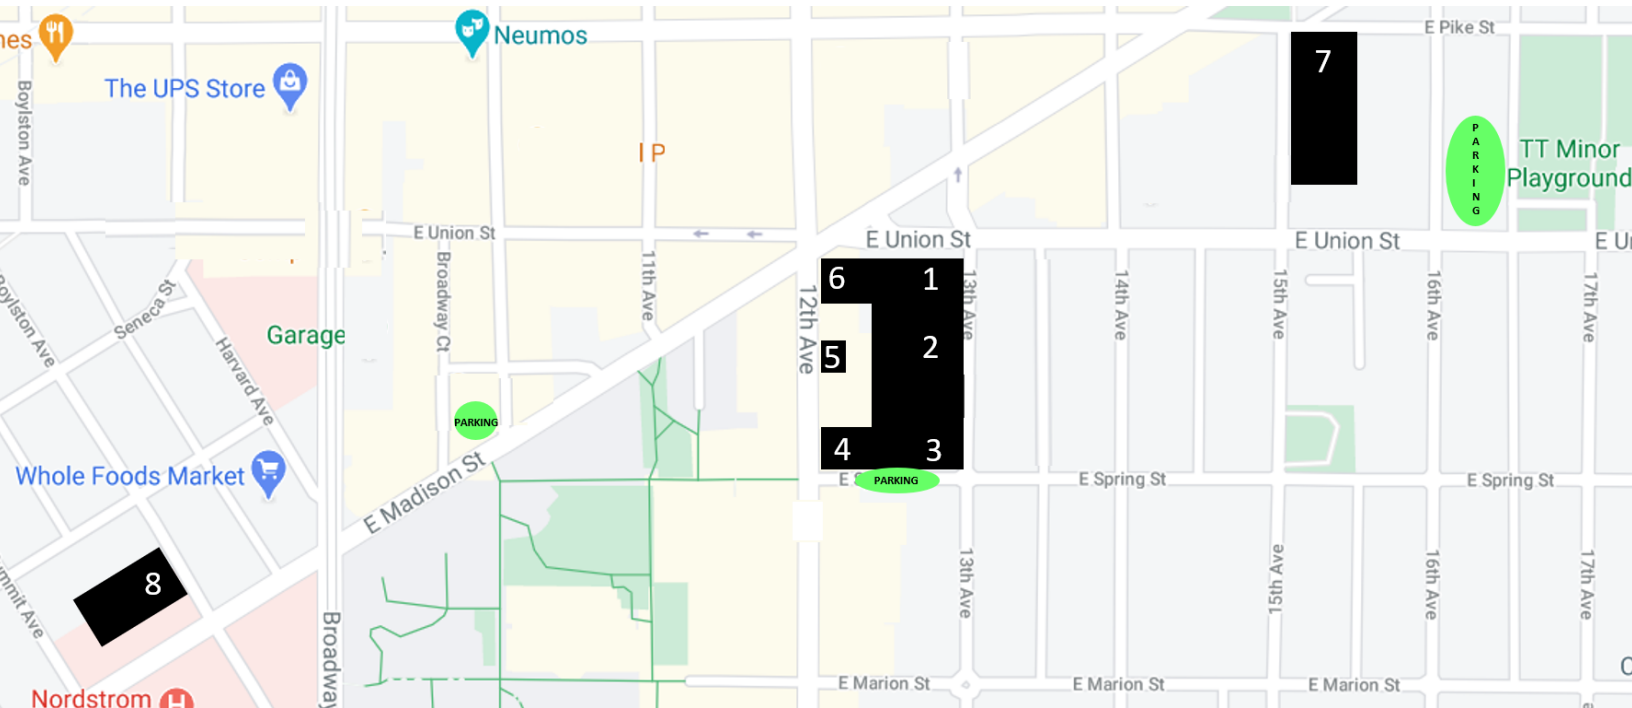 nes
Neumos
E Pike St
7
The UPS Store
Boylston Ave
PARKING
I P
TT Minor
Playground
E Union St
E Union St
E Union St
E Un
Boylston Ave
Seneca St
Broadway Ct
11th Ave
12th Ave
6
1
13th Ave
14th Ave
15th Ave
16th Ave
17th Ave
Garage
Harvard Ave
5
2
PARKING
4
3
Whole Foods Market
E Madison St
E S
PARKING
E Spring St
E Spring St
8
mmit Ave
13th Ave
15th Ave
16th Ave
17th Ave
Broadway
Nordstrom
H
E Marion St
E Marion St
E Marion St